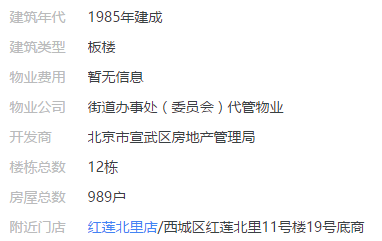 建筑年代 1985年建成
建筑类型 板楼
物业费用 暂无信息
物业公司 街道办事处（委员会）代管物业
开发商 北京市宣武区房地产管理局
楼栋总数 12栋
房屋总数 989户
附近门店 红莲北里店/西城区红莲北里11号楼19号底商